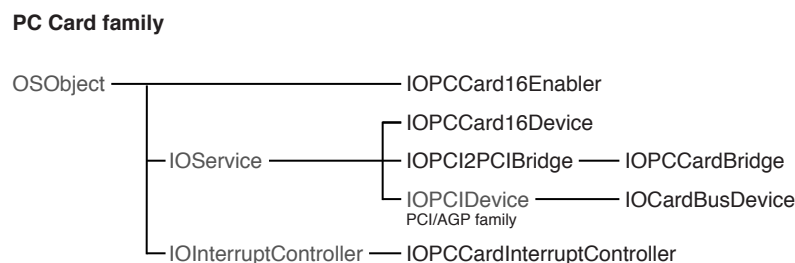 PC Card family
OSObject IOPCCard16Enabler
IOPCCard16Device
IOService IOPCI2PCIBridge IOPCCardBridge
IOPCIDevice IOCardBusDevice
PCI/AGP family
IOInterruptController IOPCCardInterruptController